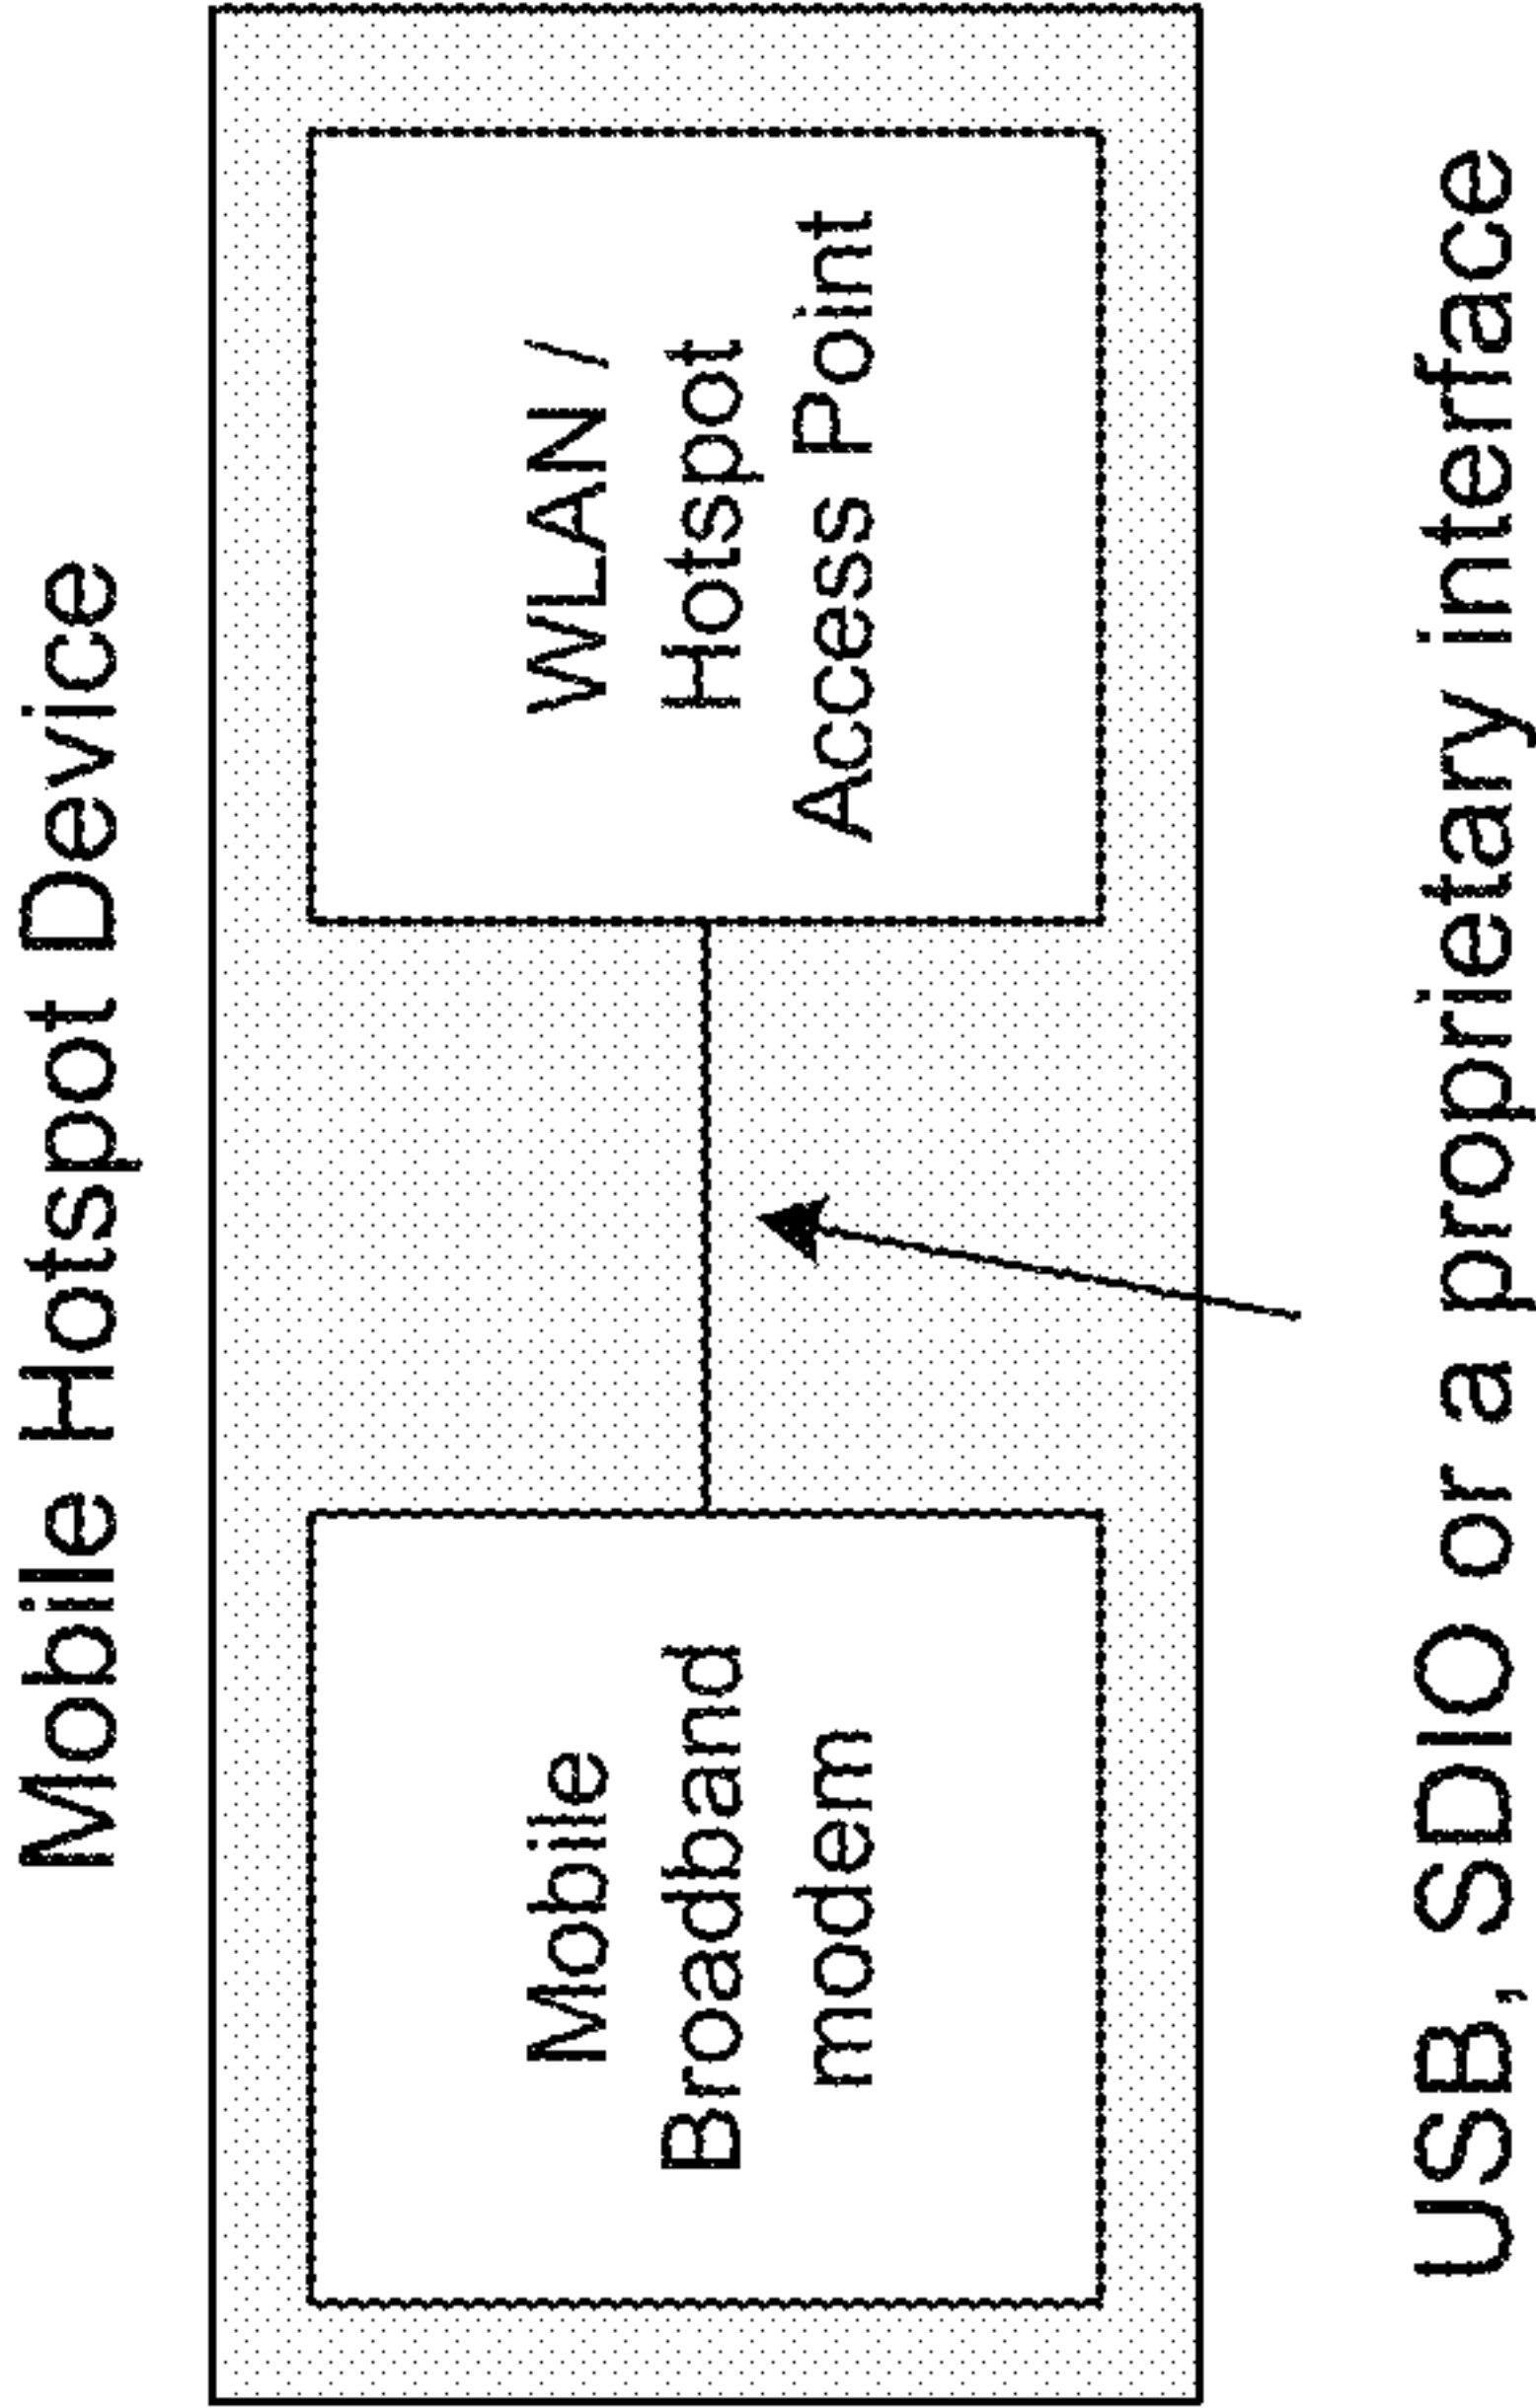 Mobile Hotspot Device
Mobile
Broadband
modem
WLAN /
Hotspot
Access Point
USB, SDIO or a proprietary interface